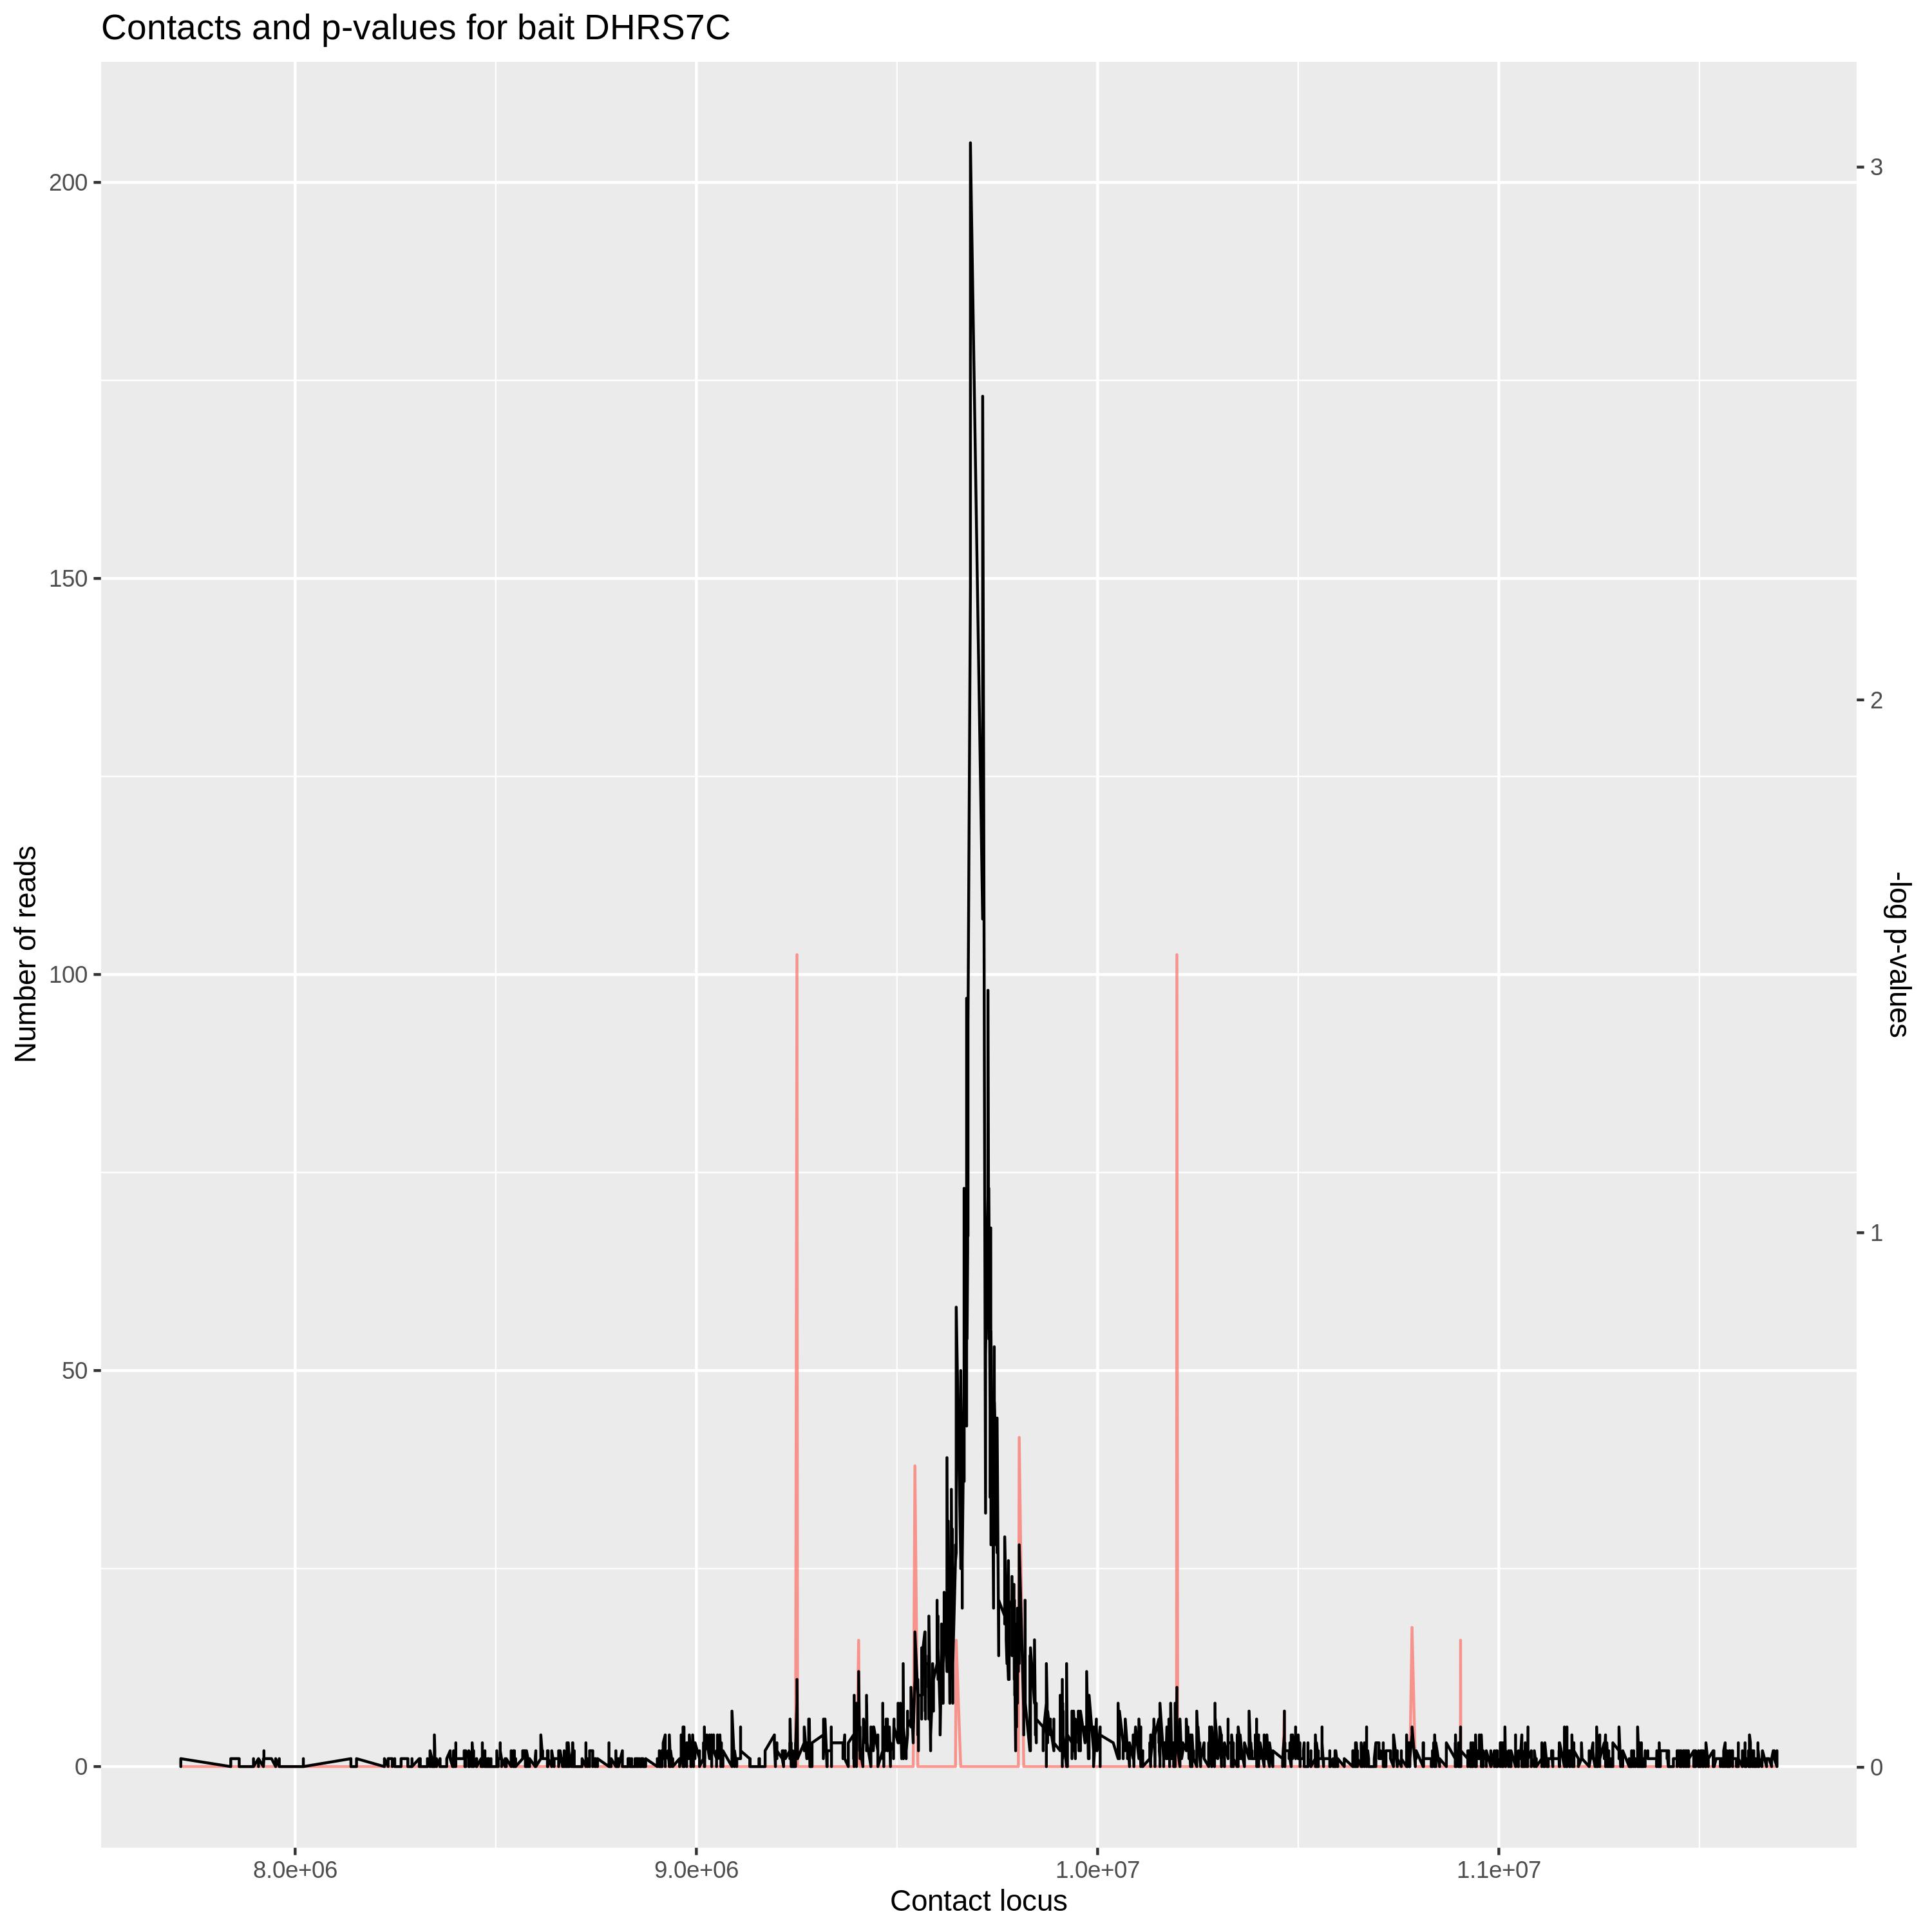 Contacts and p-values for bait DHRS7C
200
150
100
50
0
Number of reads
3
2
1
0
-log p-values
8.0e+06
9.0e+06
1.0e+07
1.1e+07
Contact locus